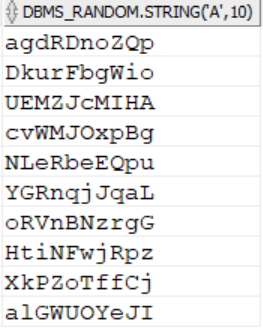 DBMS_RANDOM.STRING('A',10)
agdRDnoZQp
DkurFbgWio
UEMZJcMIHA
cvWMJOxpBg
NLeRbeEQpu
YGRnqjJqaL
oRVnBNzrgG
HtiNFwjRpz
XkPZoTffCj
alGWUOYeJI